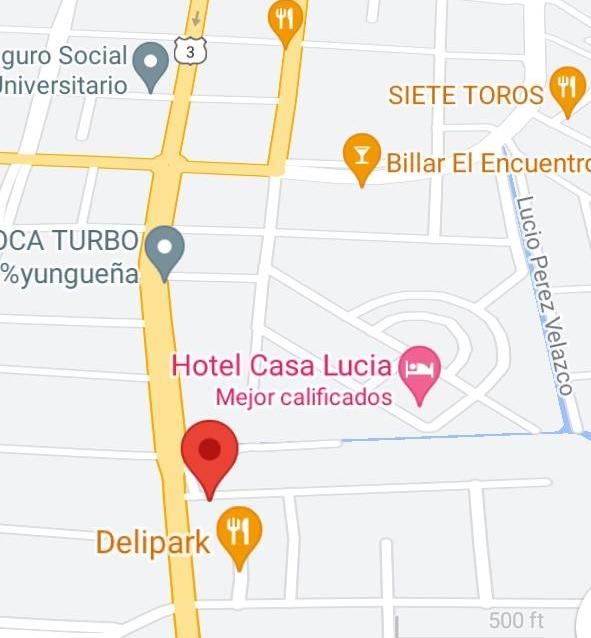 guro Social
Universitario
3
SIETE TOROS
Billar El Encuentro
OCA TURBO
%yungueña
Lucio Perez Velazco
Hotel Casa Lucia
Mejor calificados
Delipark
500 ft